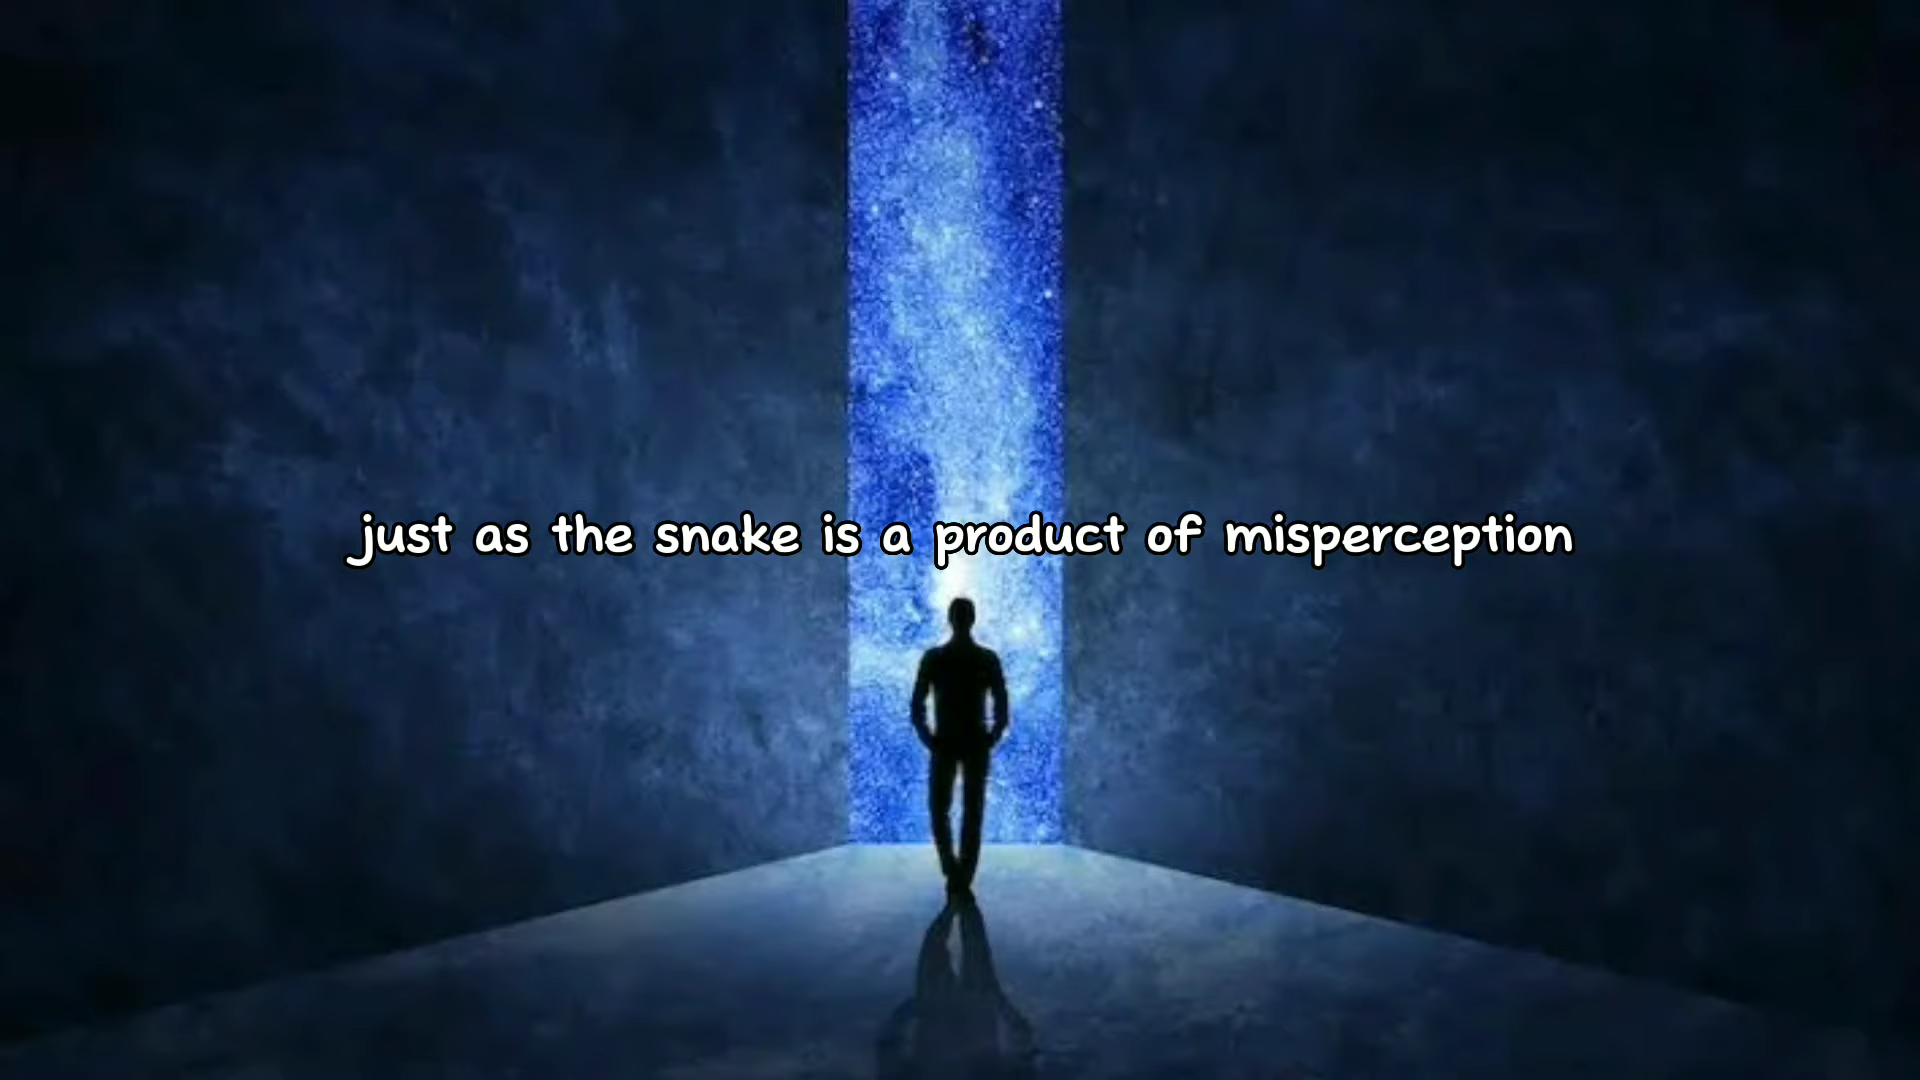 just as the snake is a product of misperception